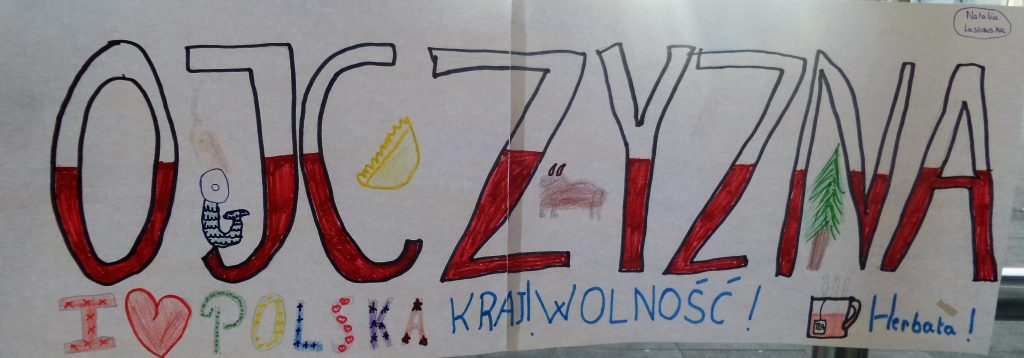 Natalia
Laskowska
OJCZYZNA
I POLSKA KRAJ! WOLNOŚĆ! TEA Herbata!